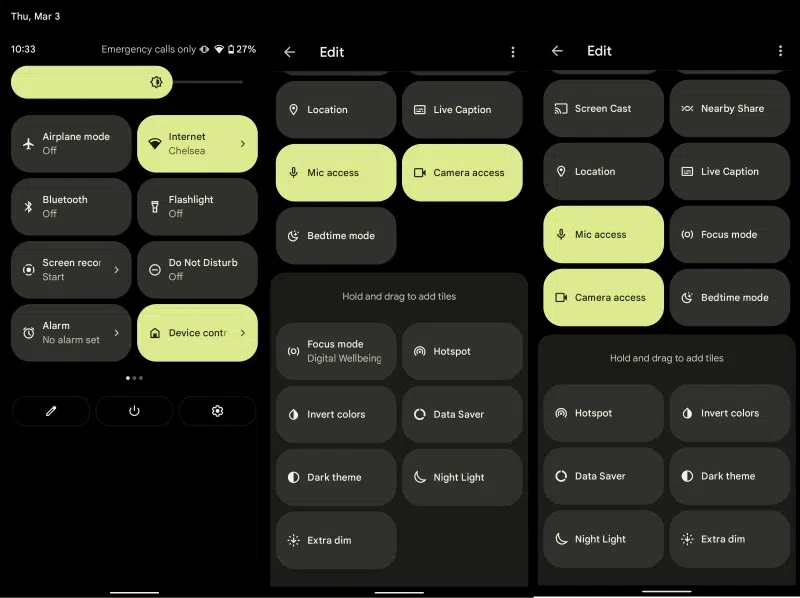 Thu, Mar 3
10:33 Emergency calls only 27%
Airplane mode
Off
Internet
Chelsea
Bluetooth
Off
Flashlight
Off
Screen recor
Start
Do Not Disturb
Off
Alarm
No alarm set
Device contr
Edit
Location
Live Caption
Mic access
Camera access
Bedtime mode
Hold and drag to add tiles
Focus mode
Digital Wellbeing
Hotspot
Invert colors
Data Saver
Dark theme
Night Light
Extra dim
Edit
Screen Cast
Nearby Share
Location
Live Caption
Mic access
Focus mode
Camera access
Bedtime mode
Hold and drag to add tiles
Hotspot
Invert colors
Data Saver
Dark theme
Night Light
Extra dim